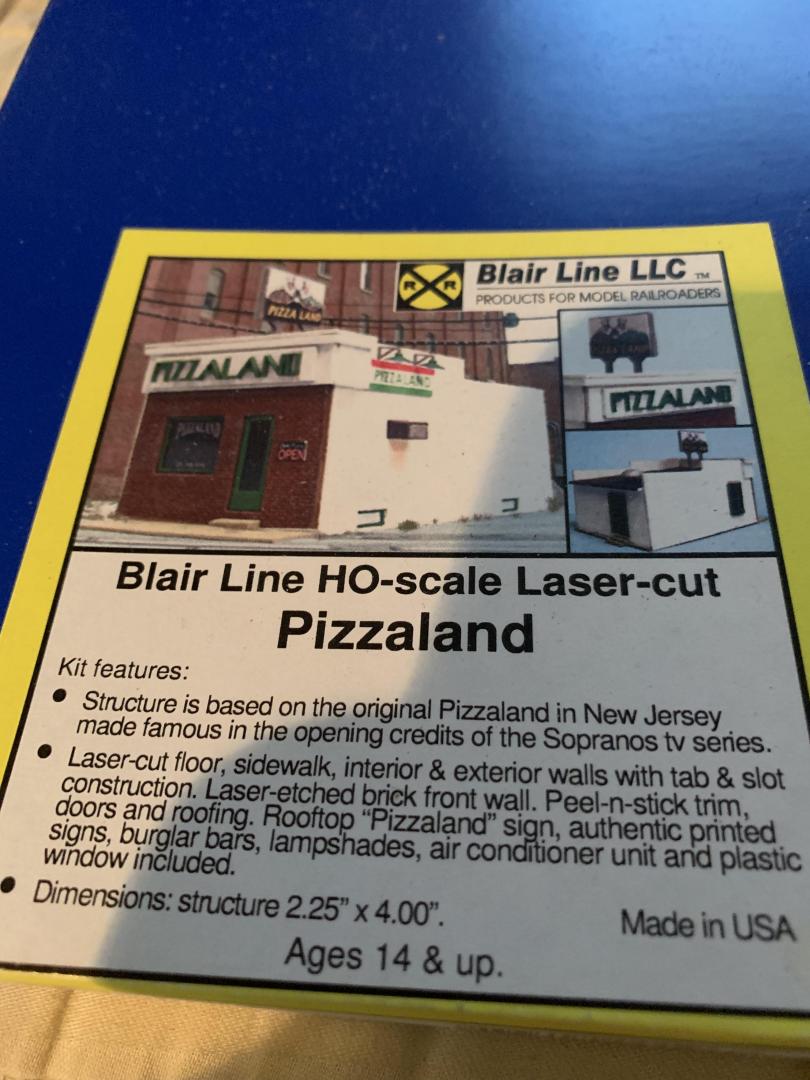 Blair Line LLC TM
PRODUCTS FOR MODEL RAILROADERS
R R
PIZZA LAND
PIZZALAND
PIZZALAND
PIZZALAND
OPEN
PIZZA LAND
PIZZALAND
Blair Line HO-scale Laser-cut
Pizzaland
Kit features:
• Structure is based on the original Pizzaland in New Jersey
made famous in the opening credits of the Sopranos tv series.
• Laser-cut floor, sidewalk, interior & exterior walls with tab & slot
construction. Laser-etched brick front wall. Peel-n-stick trim,
doors and roofing. Rooftop “Pizzaland” sign, authentic printed
signs, burglar bars, lampshades, air conditioner unit and plastic
window included.
• Dimensions: structure 2.25” x 4.00”.
Made in USA
Ages 14 & up.